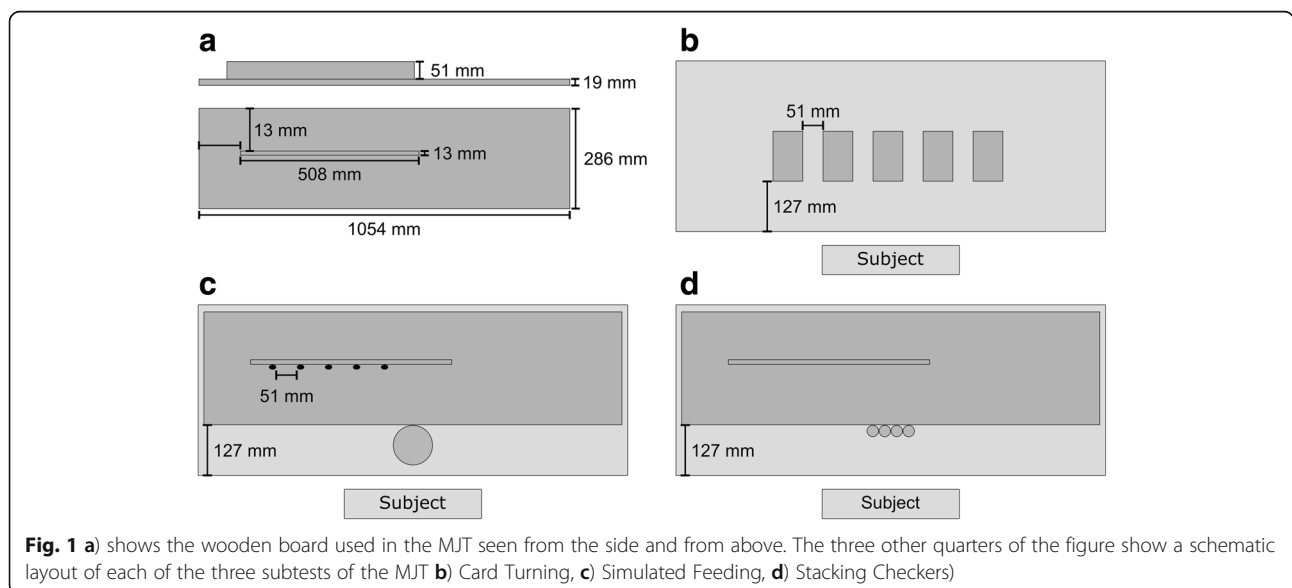 a
51 mm
19 mm
13 mm
13 mm
508 mm
286 mm
1054 mm
b
51 mm
127 mm
Subject
c
51 mm
127 mm
Subject
d
127 mm
Subject
Fig. 1 a) shows the wooden board used in the MJT seen from the side and from above. The three other quarters of the figure show a schematic
layout of each of the three subtests of the MJT b) Card Turning, c) Simulated Feeding, d) Stacking Checkers)